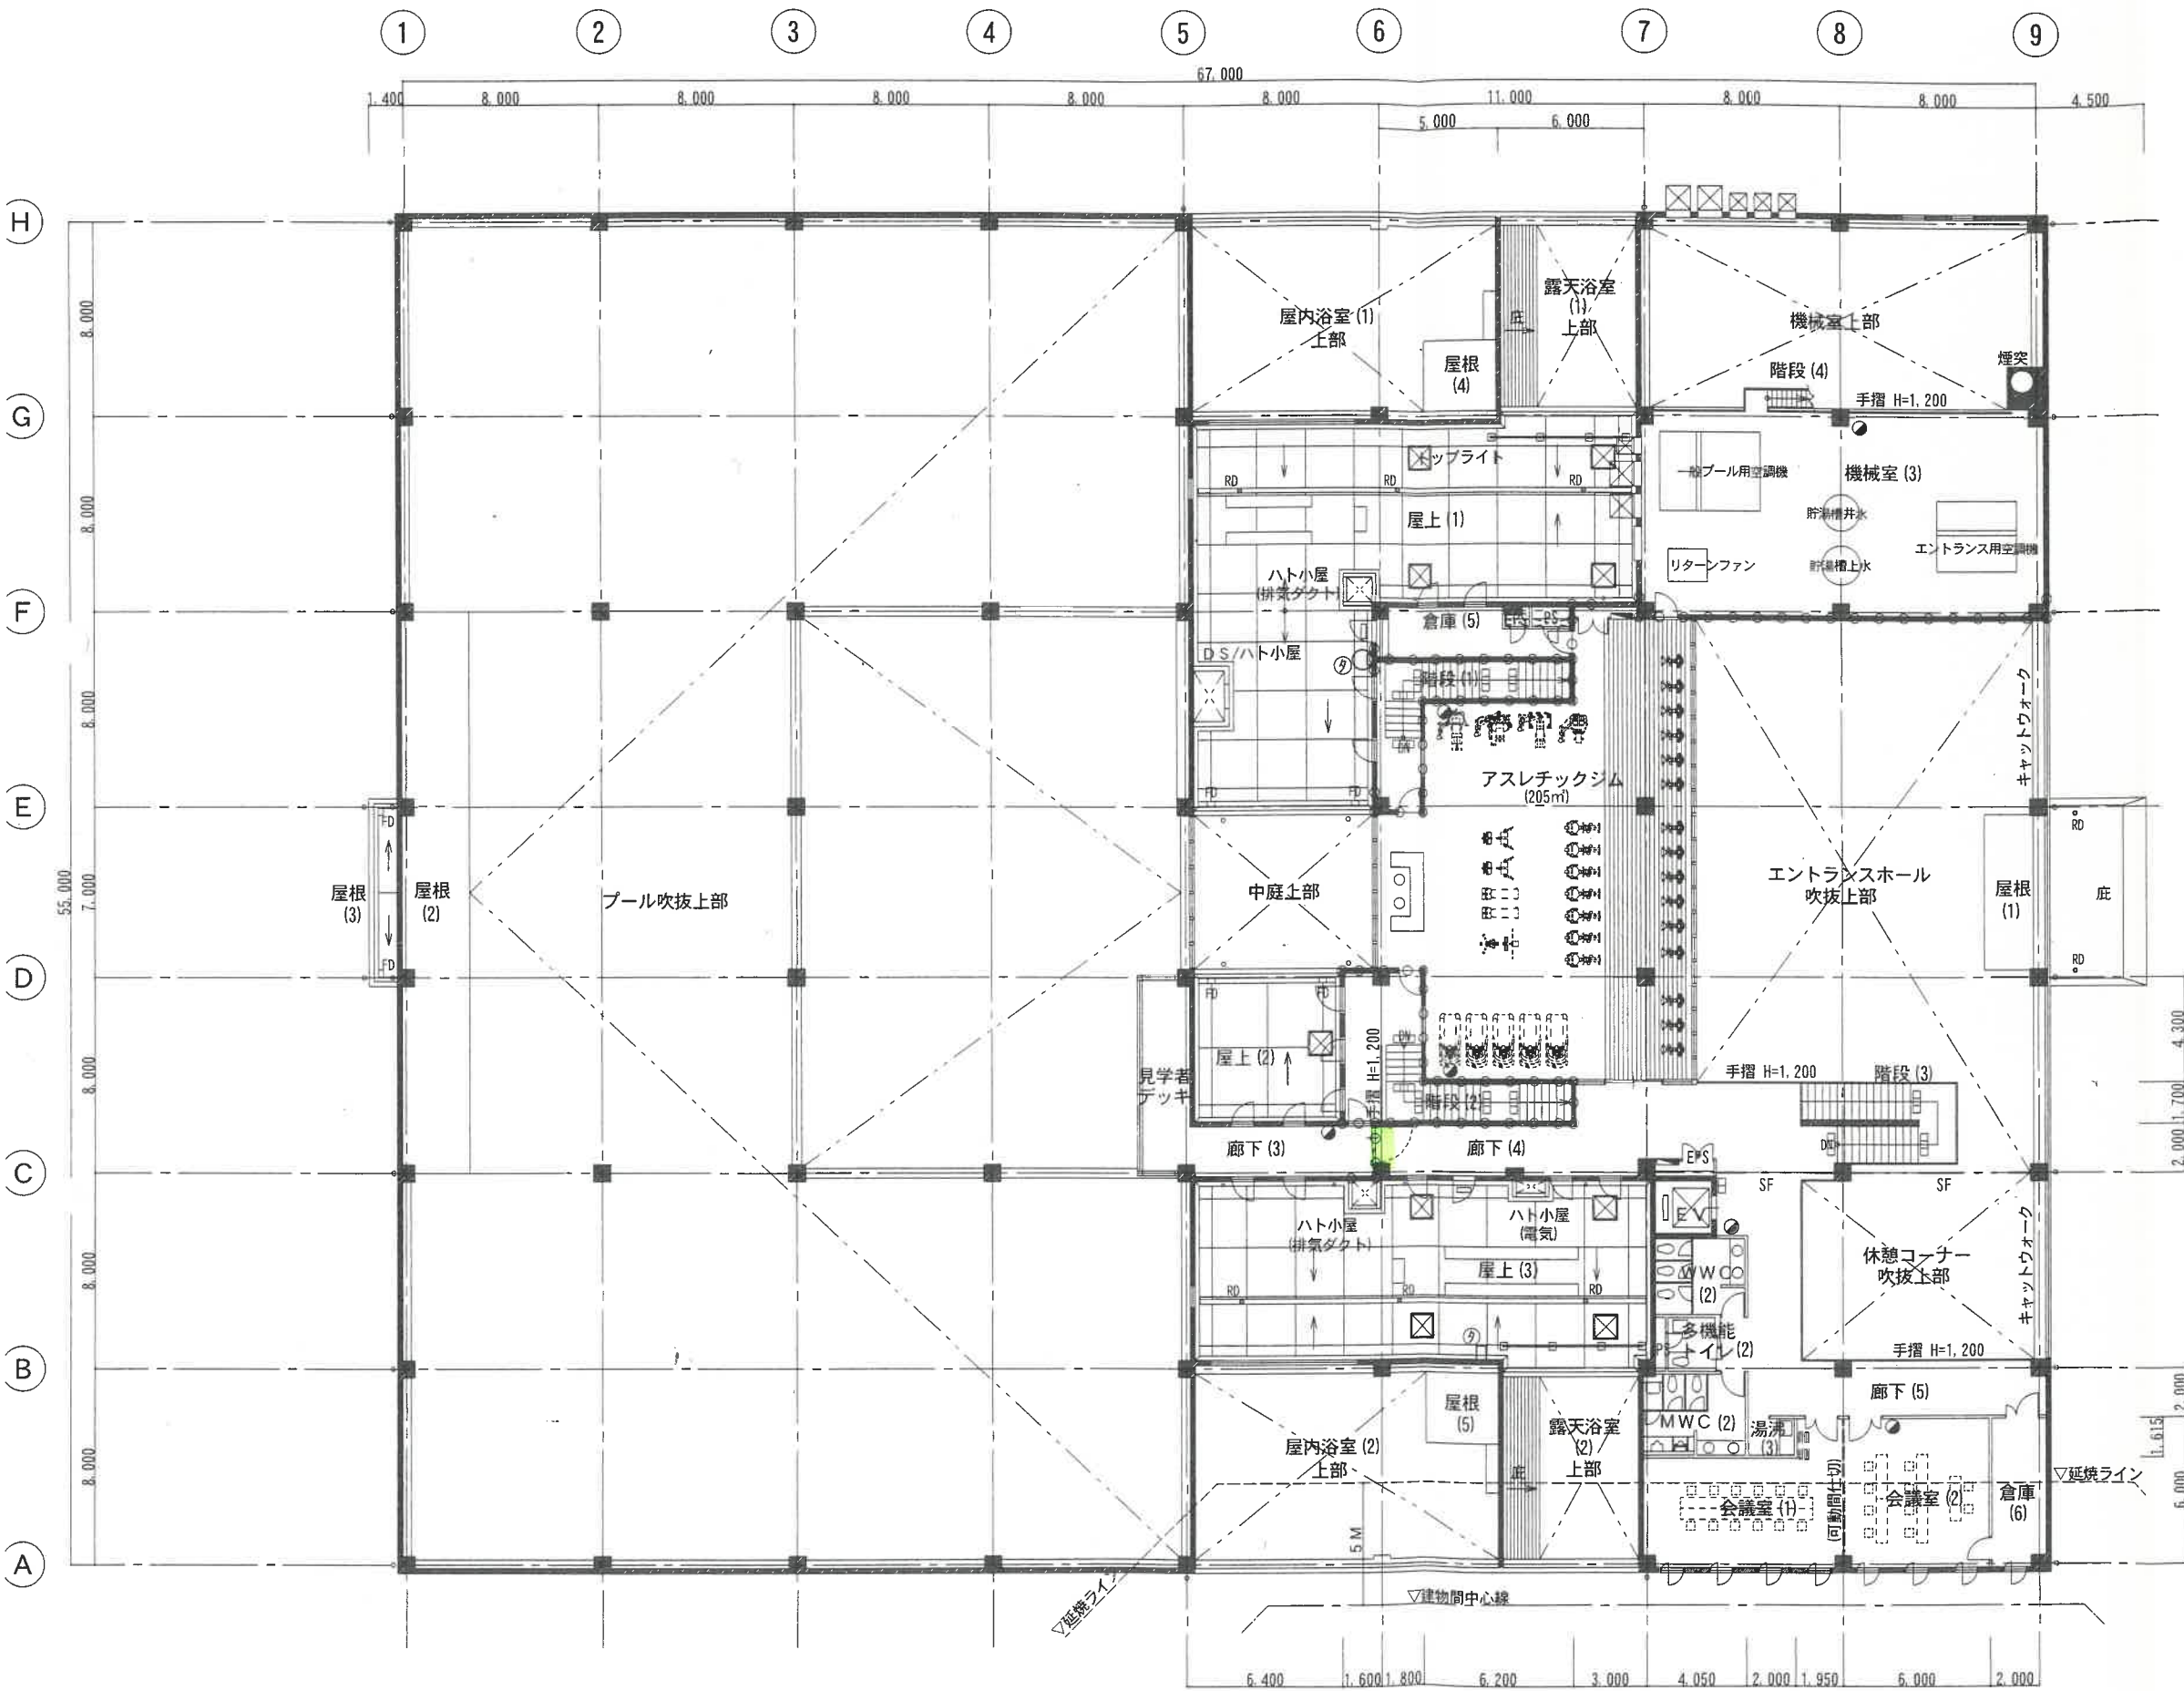 1
2
3
4
5
6
7
8
9
67,000
1,400
8,000
8,000
8,000
8,000
8,000
11,000
8,000
8,000
4,500
5,000
6,000
H
G
F
E
D
C
B
A
8,000
8,000
8,000
55,000
7,000
8,000
8,000
8,000
屋内浴室(1)
上部
屋根
(4)
庇
露天浴室
(1)
上部
機械室上部
煙突
階段(4)
手摺 H=1,200
トップライト
RD
RD
RD
屋上(1)
一般プール用空調機
機械室(3)
貯湯槽井水
エントランス用空調機
リターンファン
貯湯槽上水
ハト小屋
(排気ダクト)
倉庫(5)
EPS
PS
DS/ハト小屋
タ
階段(1)
DN
アスレチックジム
(205㎡)
キャットウォーク
FD
FD
FD
屋根
(3)
屋根
(2)
FD
プール吹抜上部
中庭上部
エントランスホール
吹抜上部
屋根
(1)
RD
庇
RD
FD
FD
屋上(2)
手摺 H=1,200
DN
見学者
デッキ
階段(2)
手摺 H=1,200
階段(3)
DN
廊下(3)
廊下(4)
EPS
SF
SF
4,300
1,700
2,000
ハト小屋
(排気ダクト)
ハト小屋
(電気)
EV
屋上(3)
RD
RD
RD
タ
WWC
(2)
多機能
トイレ(2)
PS
休憩コーナー
吹抜上部
キャットウォーク
手摺 H=1,200
廊下(5)
屋根
(5)
屋内浴室(2)
上部
庇
露天浴室
(2)
上部
MWC(2)
湯沸
(3)
会議室(1)
(可動間仕切)
会議室(2)
倉庫
(6)
▽延焼ライン
2,000
1,615
6,000
5M
▽延焼ライン
▽建物間中心線
6,400
1,600
1,800
6,200
3,000
4,050
2,000
1,950
6,000
2,000